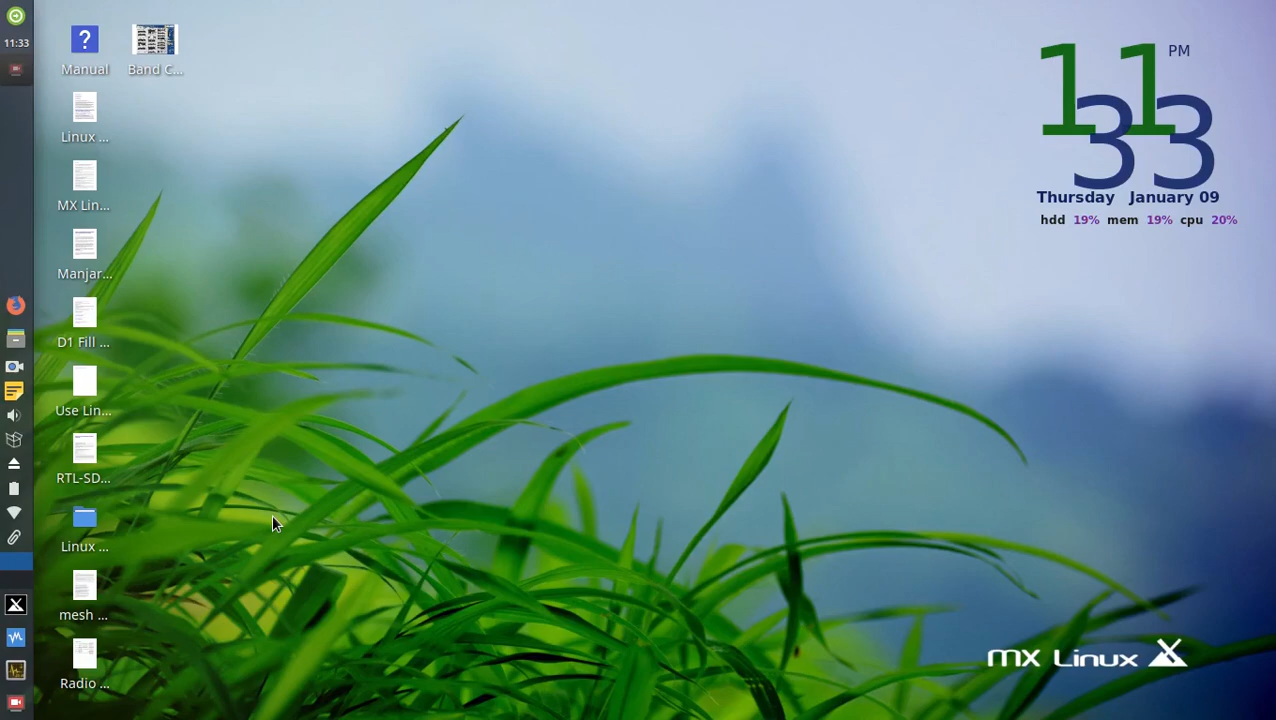 11:33
Manual
Band C...
Linux ...
MX Lin...
Manjar...
D1 Fill ...
Use Lin...
RTL-SD...
Linux ...
mesh ...
Radio ...
11 PM
33
Thursday January 09
hdd 19% mem 19% cpu 20%
MX Linux